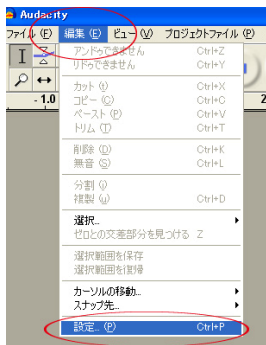 Audacity
ファイル (F) 編集 (E) ビュー (V) プロジェクトファイル (P)
アンドゥできません Ctrl+Z
リドゥできません Ctrl+Y
カット (t) Ctrl+X
コピー (C) Ctrl+C
ペースト (P) Ctrl+V
トリム (T) Ctrl+T
削除 (D) Ctrl+K
無音 (S) Ctrl+L
分割 (i)
複製 (u) Ctrl+D
選択...
ゼロとの交差部分を見つける Z
選択範囲を保存
選択範囲を復帰
カーソルの移動...
スナップ先...
設定... (P) Ctrl+P
- 1.0
2